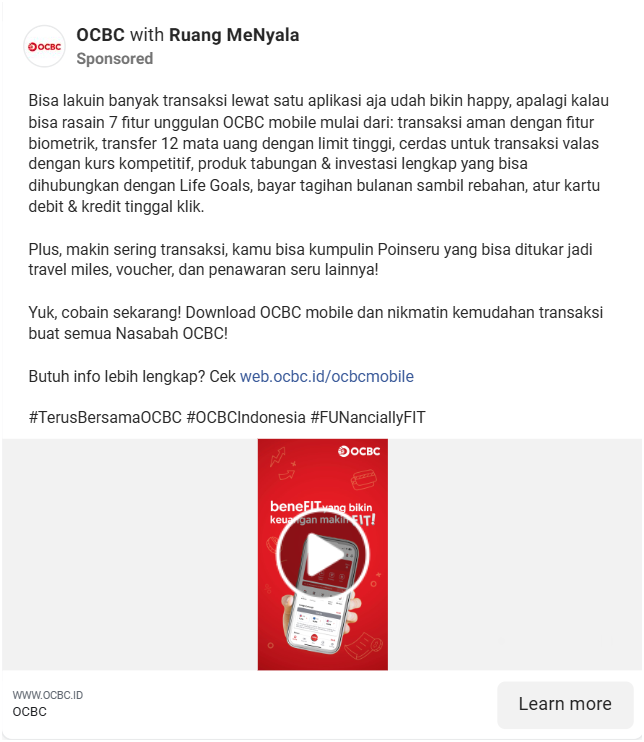 OCBC
OCBC with Ruang MeNyala
Sponsored
Bisa lakuin banyak transaksi lewat satu aplikasi aja udah bikin happy, apalagi kalau
bisa rasain 7 fitur unggulan OCBC mobile mulai dari: transaksi aman dengan fitur
biometrik, transfer 12 mata uang dengan limit tinggi, cerdas untuk transaksi valas
dengan kurs kompetitif, produk tabungan & investasi lengkap yang bisa
dihubungkan dengan Life Goals, bayar tagihan bulanan sambil rebahan, atur kartu
debit & kredit tinggal klik.
Plus, makin sering transaksi, kamu bisa kumpulin Poinseru yang bisa ditukar jadi
travel miles, voucher, dan penawaran seru lainnya!
Yuk, cobain sekarang! Download OCBC mobile dan nikmatin kemudahan transaksi
buat semua Nasabah OCBC!
Butuh info lebih lengkap? Cek web.ocbc.id/ocbcmobile
#TerusBersamaOCBC #OCBCIndonesia #FUNanciallyFIT
OCBC
beneFIT yang bikin
keuangan makin FIT!
WWW.OCBC.ID
OCBC
Learn more